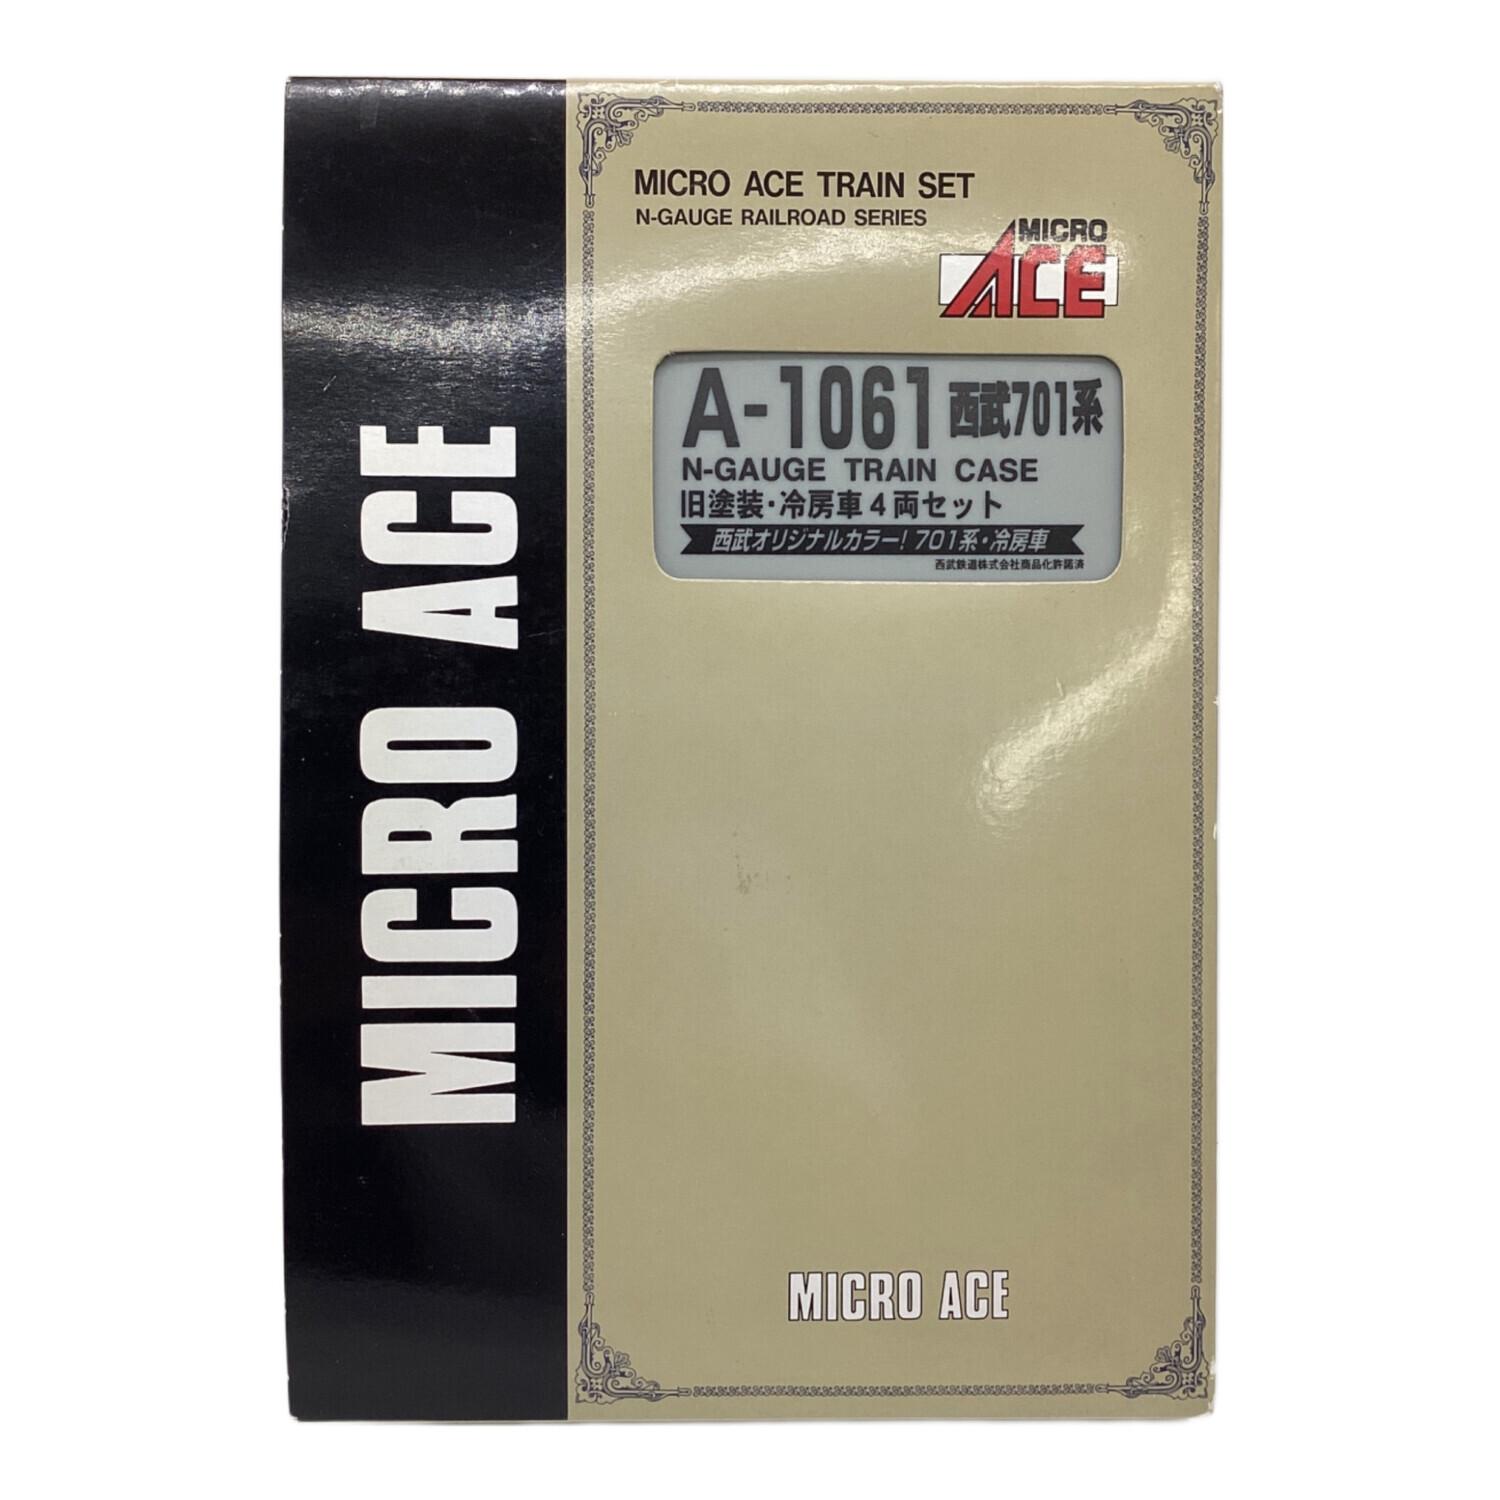 MICRO ACE
MICRO ACE TRAIN SET
N-GAUGE RAILROAD SERIES
MICRO
ACE
A-1061 西武701系
N-GAUGE TRAIN CASE
旧塗装・冷房車4両セット
西武オリジナルカラー! 701系・冷房車
西武鉄道株式会社商品化許諾済
MICRO ACE